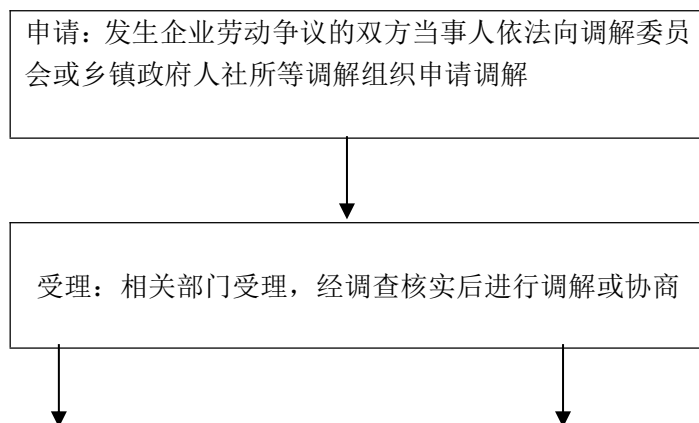 申请：发生企业劳动争议的双方当事人依法向调解委员
会或乡镇政府人社所等调解组织申请调解
受理：相关部门受理，经调查核实后进行调解或协商